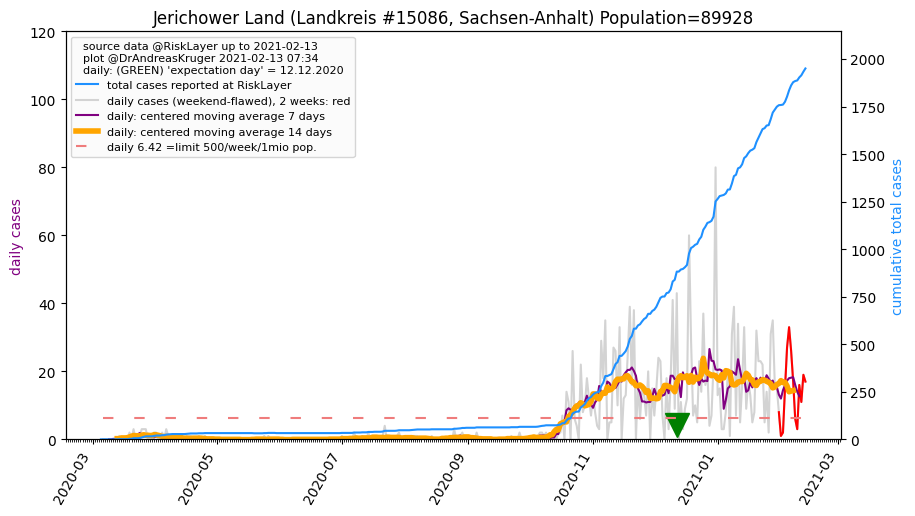 Jerichower Land (Landkreis #15086, Sachsen-Anhalt) Population=89928
source data @RiskLayer up to 2021-02-13
plot @DrAndreasKruger 2021-02-13 07:34
daily: (GREEN) 'expectation day' = 12.12.2020
total cases reported at RiskLayer
daily cases (weekend-flawed), 2 weeks: red
daily: centered moving average 7 days
daily: centered moving average 14 days
daily 6.42 =limit 500/week/1mio pop.
daily cases
120
100
80
60
40
20
0
cumulative total cases
2000
1750
1500
1250
1000
750
500
250
0
2020-03
2020-05
2020-07
2020-09
2020-11
2021-01
2021-03